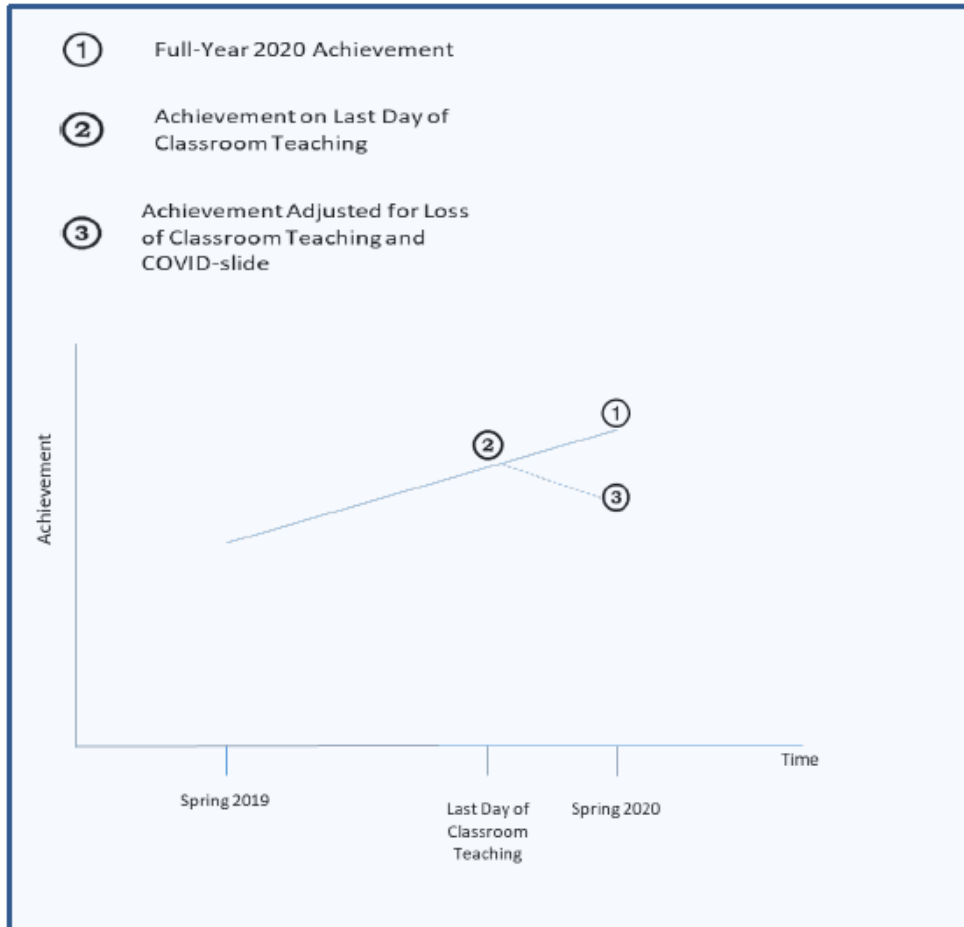 ① Full-Year 2020 Achievement
② Achievement on Last Day of
Classroom Teaching
③ Achievement Adjusted for Loss
of Classroom Teaching and
COVID-slide
Achievement
①
②
③
Time
Spring 2019
Last Day of
Classroom
Teaching
Spring 2020